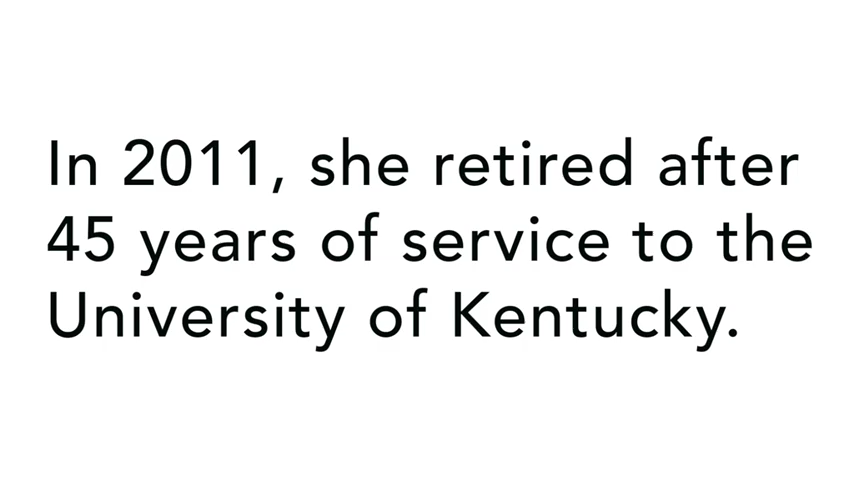 In 2011, she retired after
45 years of service to the
University of Kentucky.